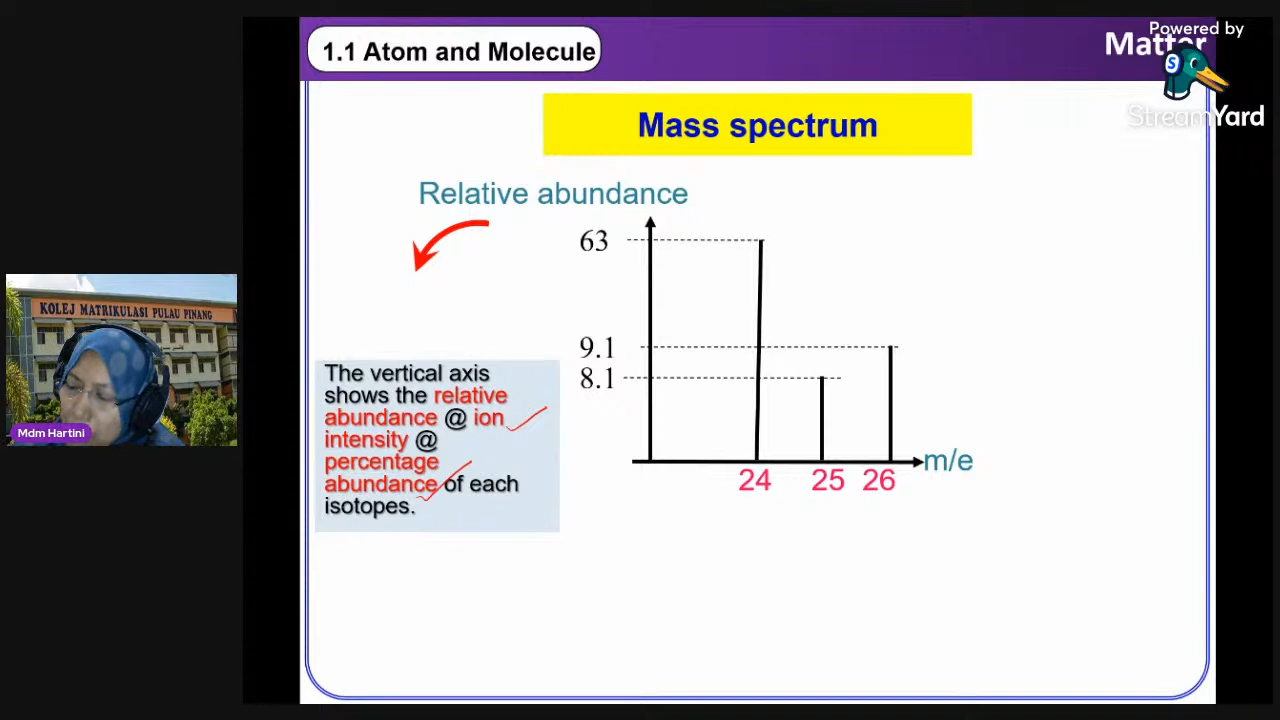 1.1 Atom and Molecule
Matter
Powered by
S
StreamYard
Mass spectrum
Relative abundance
63
9.1
8.1
24 25 26
m/e
The vertical axis
shows the relative
abundance @ ion
intensity @
percentage
abundance of each
isotopes.
KOLEJ MATRIKULASI PULAU PINANG
Mdm Hartini